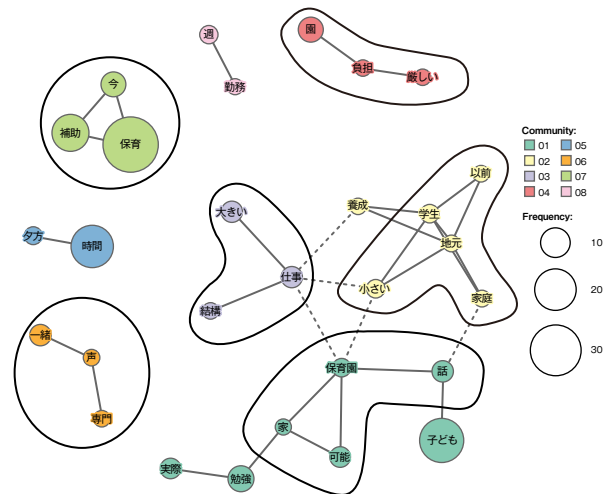 週
勤務
園
負担
厳しい
今
補助
保育
Community:
01
05
02
06
03
07
04
08
以前
養成
学生
地元
小さい
家庭
大きい
仕事
結構
夕方
時間
Frequency:
10
20
30
一緒
声
専門
保育園
話
家
可能
子ども
実際
勉強